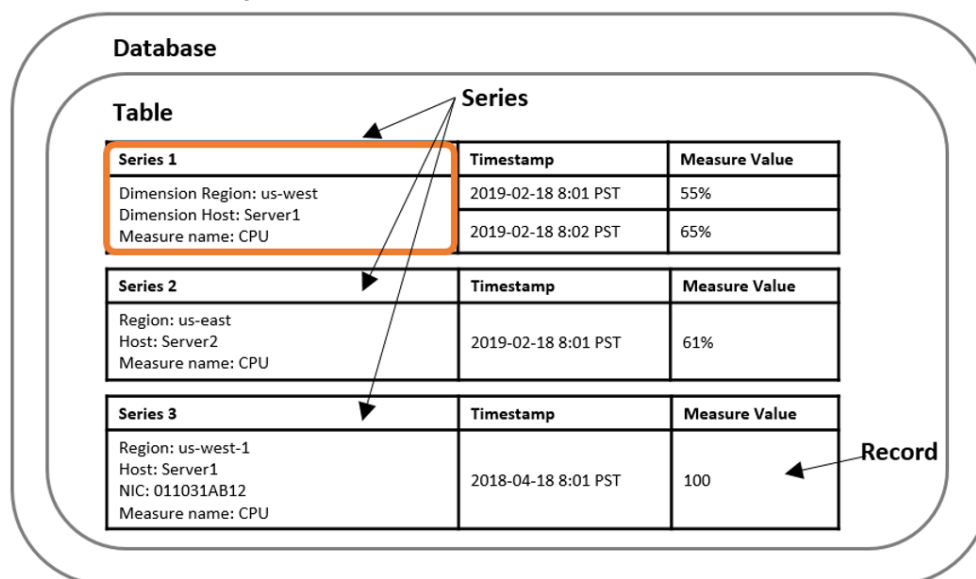 Database
Table
Series
Series 1
Timestamp
Measure Value
Dimension Region: us-west
Dimension Host: Server1
Measure name: CPU
2019-02-18 8:01 PST
55%
2019-02-18 8:02 PST
65%
Series 2
Timestamp
Measure Value
Region: us-east
Host: Server2
Measure name: CPU
2019-02-18 8:01 PST
61%
Series 3
Timestamp
Measure Value
Region: us-west-1
Host: Server1
NIC: 011031AB12
Measure name: CPU
2018-04-18 8:01 PST
100
Record